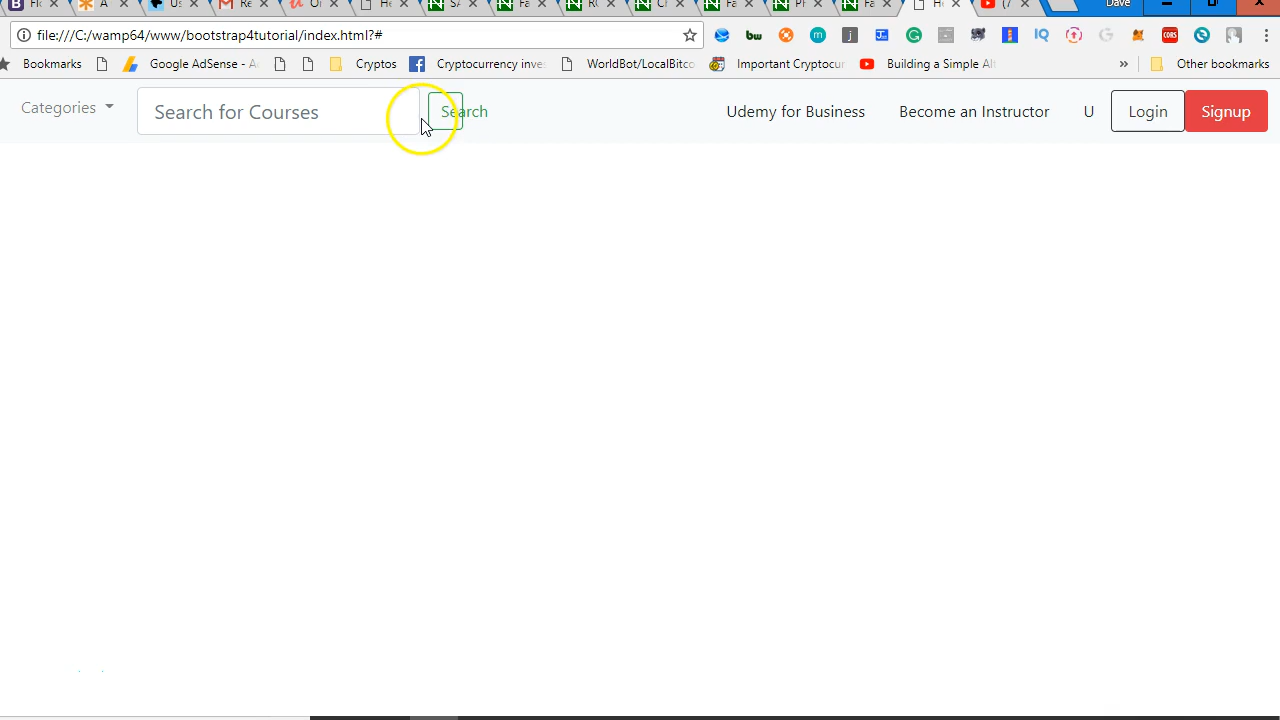 Dave
file:///C:/wamp64/www/bootstrap4tutorial/index.html?#
Bookmarks Google AdSense - Cryptos Cryptocurrency inve WorldBot/LocalBitco Important Cryptocur Building a Simple Alt » Other bookmarks
Categories Search for Courses Search Udemy for Business Become an Instructor U Login Signup